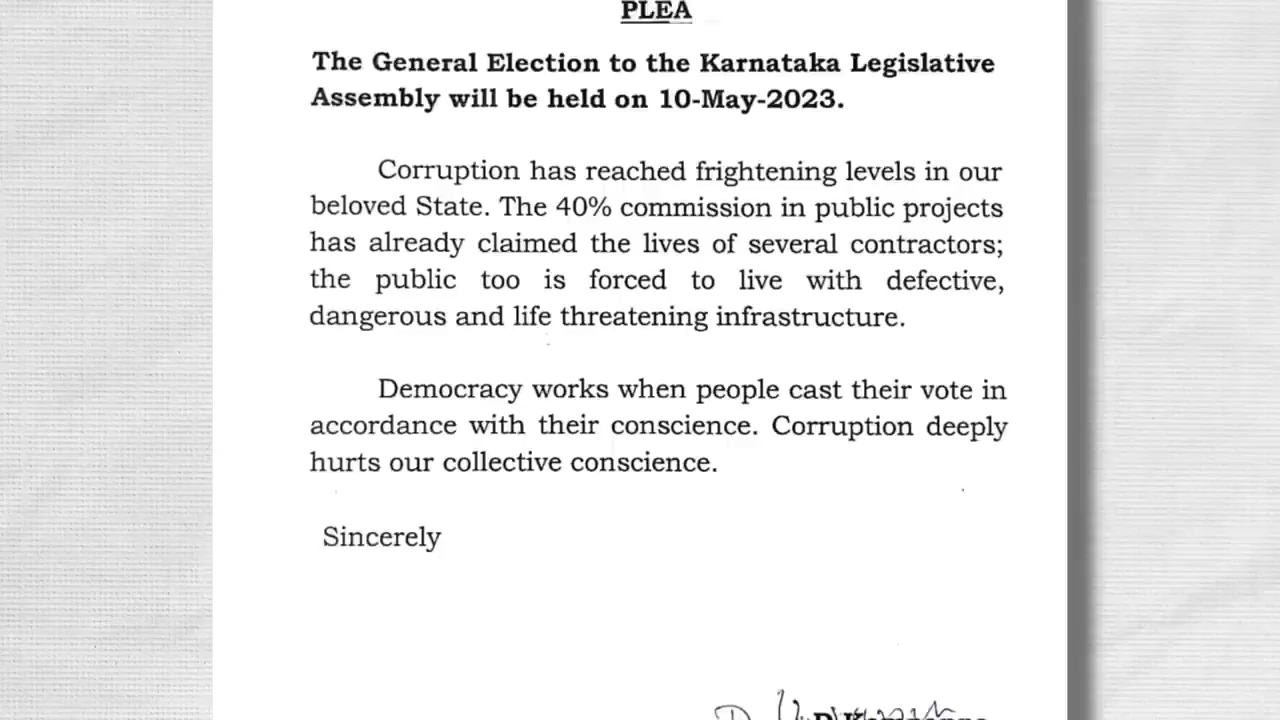 PLEA
The General Election to the Karnataka Legislative
Assembly will be held on 10-May-2023.
Corruption has reached frightening levels in our
beloved State. The 40% commission in public projects
has already claimed the lives of several contractors;
the public too is forced to live with defective,
dangerous and life threatening infrastructure.
Democracy works when people cast their vote in
accordance with their conscience. Corruption deeply
hurts our collective conscience.
Sincerely